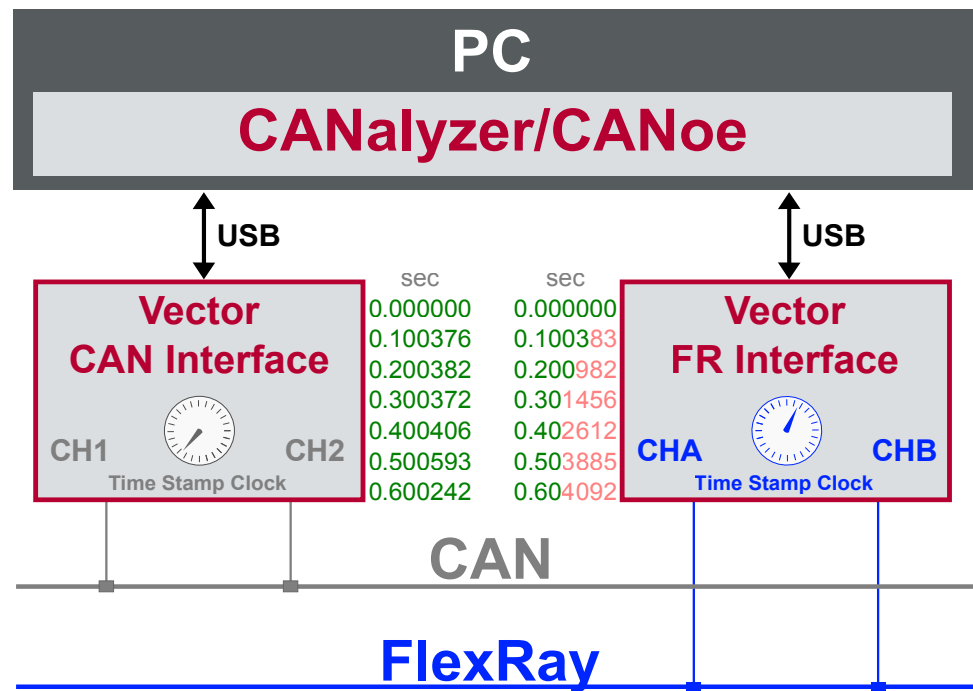 PC
CANalyzer/CANoe
USB
USB
sec
sec
Vector
CAN Interface
CH1
CH2
Time Stamp Clock
0.000000
0.100376
0.200382
0.300372
0.400406
0.500593
0.600242
0.000000
0.100383
0.200982
0.301456
0.402612
0.503885
0.604092
Vector
FR Interface
CHA
CHB
Time Stamp Clock
CAN
FlexRay